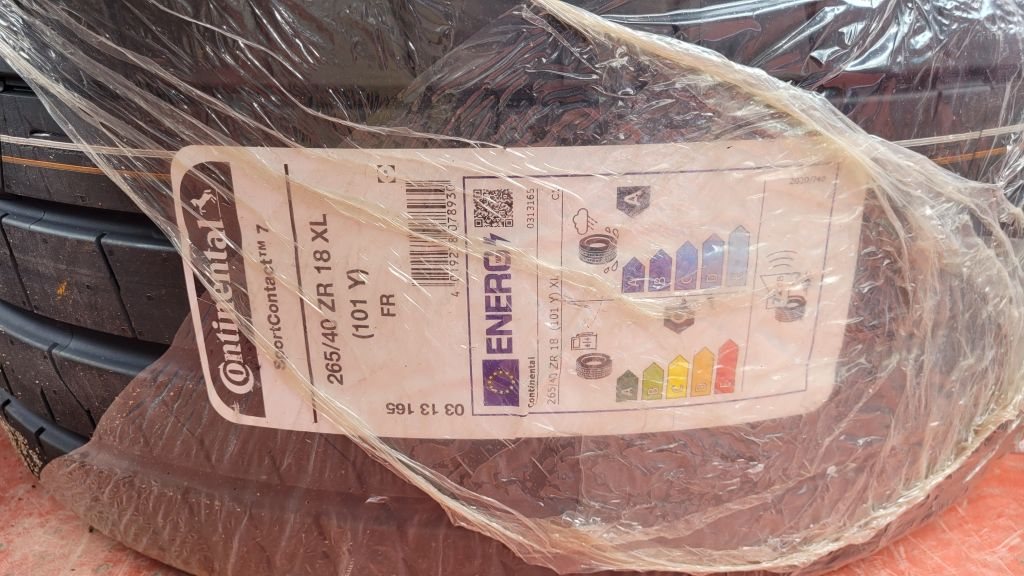 Continental
SportContact™ 7
265/40 ZR 18 XL
(101 Y)
FR
03 13 165
ENERG
Continental
0313165
265/40 ZR 18 (101 Y) XL
A
A
B
C
D
E
2020/740